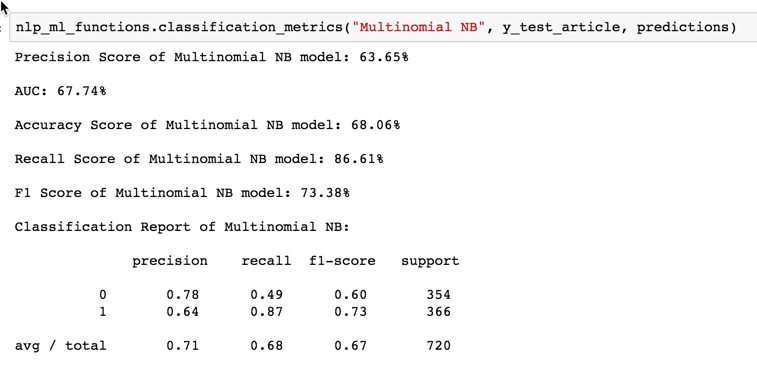 nlp_ml_functions.classification_metrics("Multinomial NB", y_test_article, predictions)
Precision Score of Multinomial NB model: 63.65%
AUC: 67.74%
Accuracy Score of Multinomial NB model: 68.06%
Recall Score of Multinomial NB model: 86.61%
F1 Score of Multinomial NB model: 73.38%
Classification Report of Multinomial NB:
precision recall f1-score support
0 0.78 0.49 0.60 354
1 0.64 0.87 0.73 366
avg / total 0.71 0.68 0.67 720